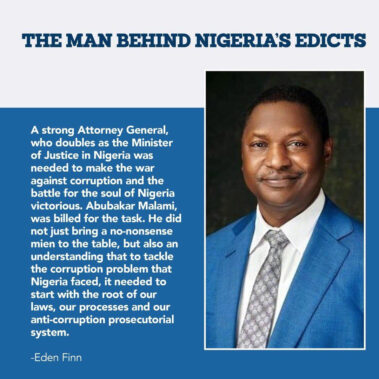 THE MAN BEHIND NIGERIA'S EDICTS
A strong Attorney General,
who doubles as the Minister
of Justice in Nigeria was
needed to make the war
against corruption and the
battle for the soul of Nigeria
victorious. Abubakar Malami,
was billed for the task. He did
not just bring a no-nonsense
mien to the table, but also an
understanding that to tackle
the corruption problem that
Nigeria faced, it needed to
start with the root of our
laws, our processes and our
anti-corruption prosecutorial
system.
-Eden Finn